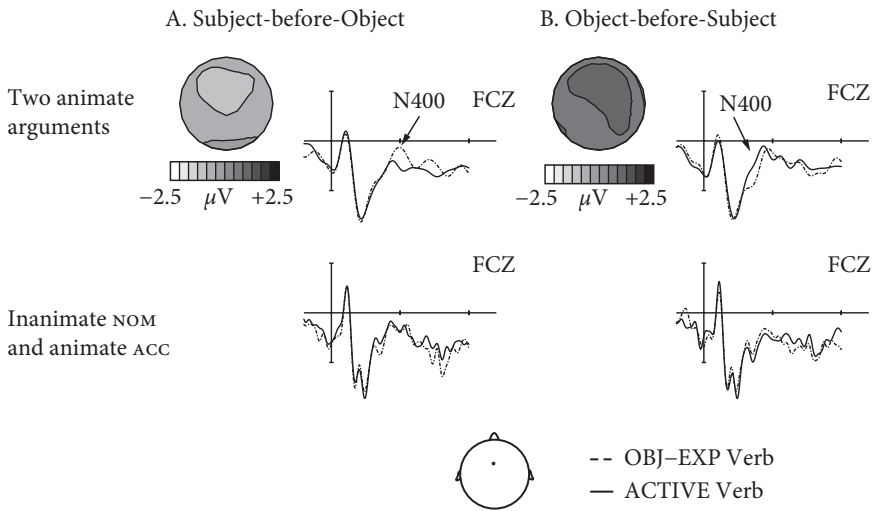 A. Subject-before-Object
B. Object-before-Subject
Two animate
arguments
N400
FCZ
N400
FCZ
−2.5 μV +2.5
−2.5 μV +2.5
FCZ
FCZ
Inanimate NOM
and animate ACC
OBJ–EXP Verb
ACTIVE Verb